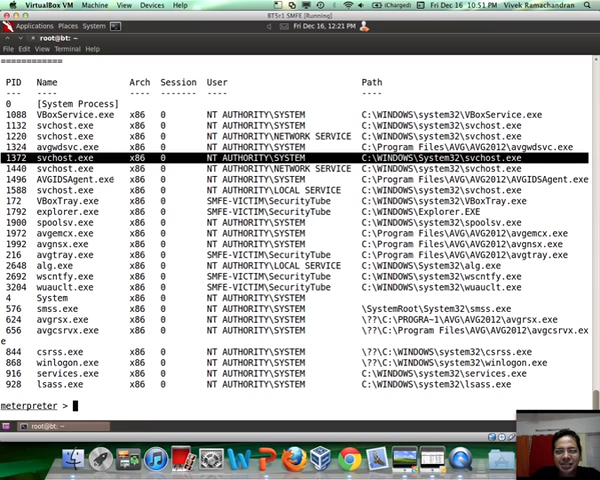 VirtualBox VM Machine Devices Help (Charged) Fri Dec 16 10:51 PM Vivek Ramachandran
BT5r1 SMFE [Running]
Applications Places System Fri Dec 16, 12:21 PM
root@bt: ~
File Edit View Terminal Help
============
PID Name Arch Session User Path
--- ---- ---- ------- ---- ----
0 [System Process]
1088 VBoxService.exe x86 0 NT AUTHORITY\SYSTEM C:\WINDOWS\system32\VBoxService.exe
1132 svchost.exe x86 0 NT AUTHORITY\SYSTEM C:\WINDOWS\system32\svchost.exe
1220 svchost.exe x86 0 NT AUTHORITY\NETWORK SERVICE C:\WINDOWS\system32\svchost.exe
1324 avgwdsvc.exe x86 0 NT AUTHORITY\SYSTEM C:\Program Files\AVG\AVG2012\avgwdsvc.exe
1372 svchost.exe x86 0 NT AUTHORITY\SYSTEM C:\WINDOWS\system32\svchost.exe
1440 svchost.exe x86 0 NT AUTHORITY\NETWORK SERVICE C:\WINDOWS\system32\svchost.exe
1496 AVGIDSAgent.exe x86 0 NT AUTHORITY\SYSTEM C:\Program Files\AVG\AVG2012\AVGIDSAgent.exe
1588 svchost.exe x86 0 NT AUTHORITY\LOCAL SERVICE C:\WINDOWS\system32\svchost.exe
172 VBoxTray.exe x86 0 SMFE-VICTIM\SecurityTube C:\WINDOWS\system32\VBoxTray.exe
1792 explorer.exe x86 0 SMFE-VICTIM\SecurityTube C:\WINDOWS\Explorer.EXE
1900 spoolsv.exe x86 0 NT AUTHORITY\SYSTEM C:\WINDOWS\system32\spoolsv.exe
1972 avgemcx.exe x86 0 NT AUTHORITY\SYSTEM C:\Program Files\AVG\AVG2012\avgemcx.exe
1992 avgnsx.exe x86 0 NT AUTHORITY\SYSTEM C:\Program Files\AVG\AVG2012\avgnsx.exe
216 avgtray.exe x86 0 SMFE-VICTIM\SecurityTube C:\Program Files\AVG\AVG2012\avgtray.exe
2648 alg.exe x86 0 NT AUTHORITY\LOCAL SERVICE C:\WINDOWS\System32\alg.exe
2692 wscntfy.exe x86 0 SMFE-VICTIM\SecurityTube C:\WINDOWS\system32\wscntfy.exe
3204 wuauclt.exe x86 0 SMFE-VICTIM\SecurityTube C:\WINDOWS\system32\wuauclt.exe
4 System x86 0 NT AUTHORITY\SYSTEM
576 smss.exe x86 0 NT AUTHORITY\SYSTEM \SystemRoot\System32\smss.exe
624 avgrsx.exe x86 0 NT AUTHORITY\SYSTEM \??\C:\PROGRA~1\AVG\AVG2012\avgrsx.exe
656 avgcsrvx.exe x86 0 NT AUTHORITY\SYSTEM \??\C:\Program Files\AVG\AVG2012\avgcsrvx.ex
e
844 csrss.exe x86 0 NT AUTHORITY\SYSTEM \??\C:\WINDOWS\system32\csrss.exe
868 winlogon.exe x86 0 NT AUTHORITY\SYSTEM \??\C:\WINDOWS\system32\winlogon.exe
916 services.exe x86 0 NT AUTHORITY\SYSTEM C:\WINDOWS\system32\services.exe
928 lsass.exe x86 0 NT AUTHORITY\SYSTEM C:\WINDOWS\system32\lsass.exe
meterpreter >
root@bt: ~